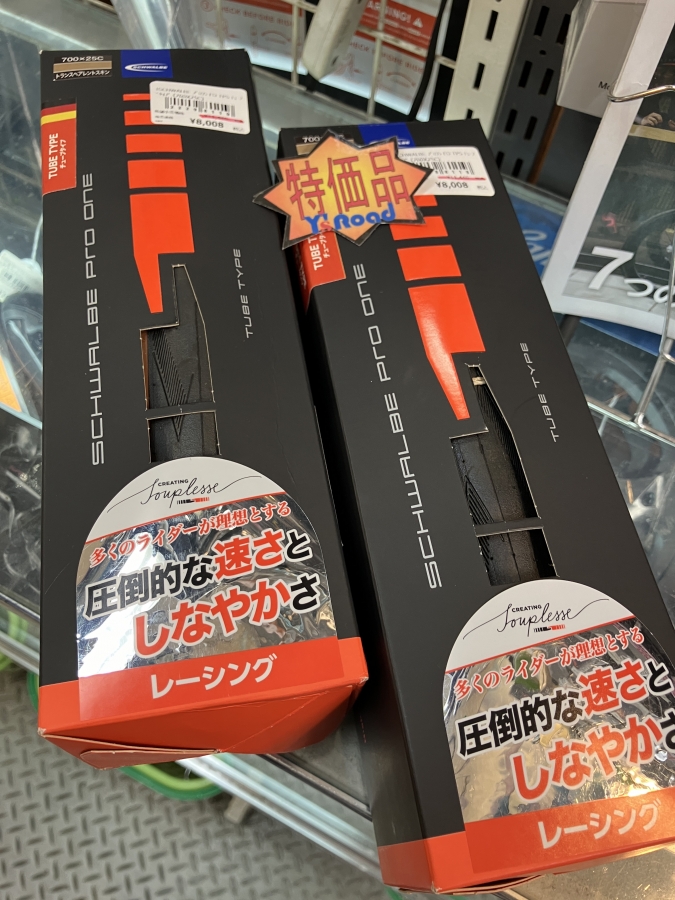 700×25C
トランスペアレントスキン
SCHWALBE
¥8,008
TUBE TYPE
チューブタイプ
SCHWALBE PRO ONE
TUBE TYPE
CREATING
Souplesse
多くのライダーが理想とする
圧倒的な速さと
しなやかさ
レーシング
700
特価品
Y's Road
¥8,008
TUBE
SCHWALBE PRO ONE
TUBE TYPE
CREATING
Souplesse
多くのライダーが理想とする
圧倒的な速さと
しなやかさ
レーシング
7つの